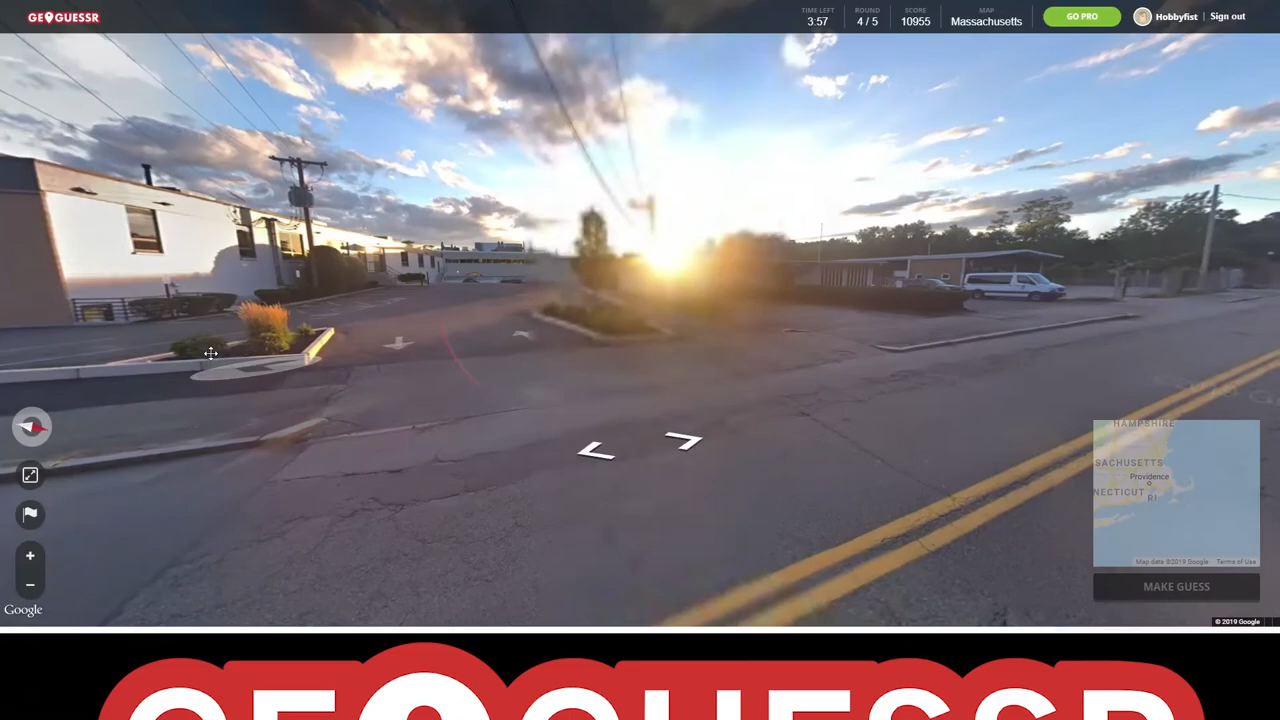 GEOGUESSR
TIME LEFT
3:57
ROUND
4 / 5
SCORE
10955
MAP
Massachusetts
GO PRO
Hobbyfist | Sign out
HAMPSHIRE
SACHUSETTS
Providence
NECTICUT
RI
Map data ©2019 Google
Terms of Use
MAKE GUESS
+
−
Google
© 2019 Google
GEOGUESSR